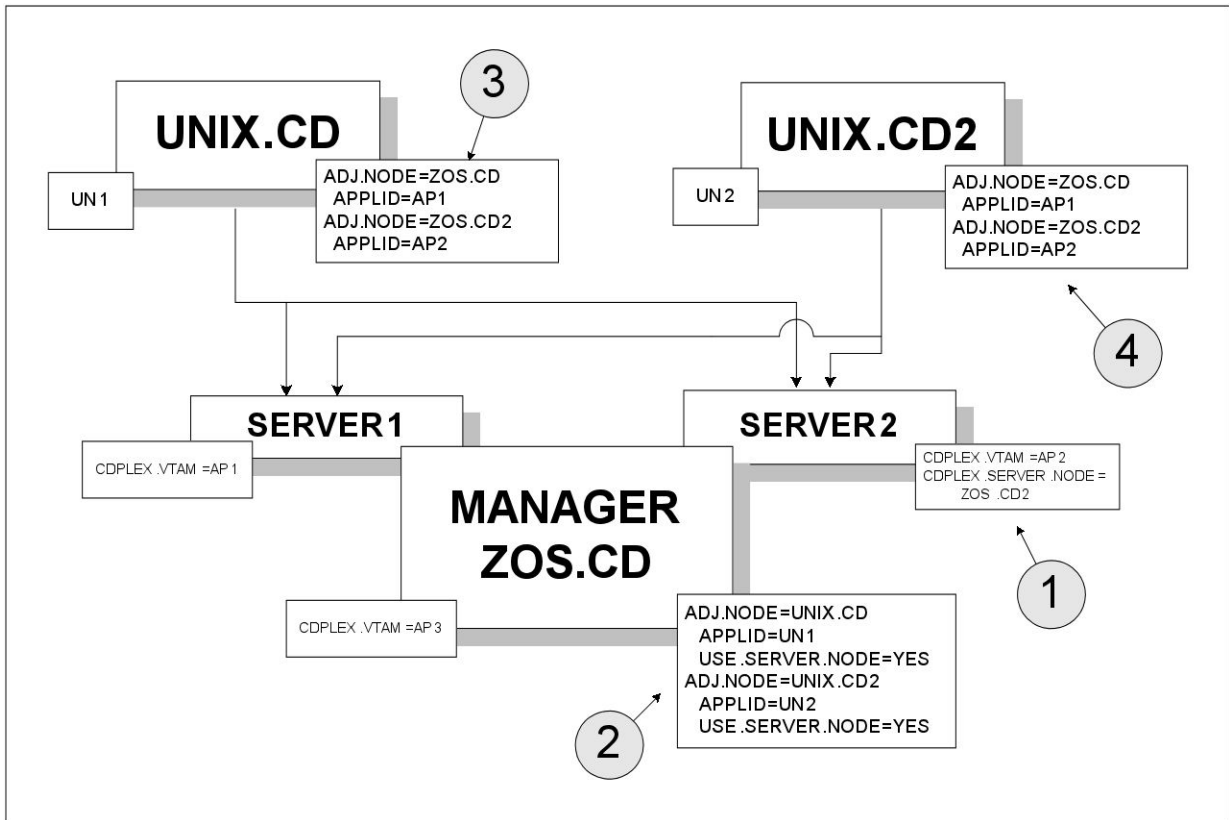 3
UNIX.CD
UN1
ADJ.NODE=ZOS.CD
APPLID=AP1
ADJ.NODE=ZOS.CD2
APPLID=AP2
UNIX.CD2
UN2
ADJ.NODE=ZOS.CD
APPLID=AP1
ADJ.NODE=ZOS.CD2
APPLID=AP2
4
SERVER1
CDPLEX .VTAM =AP1
SERVER2
CDPLEX .VTAM =AP2
CDPLEX .SERVER .NODE =
ZOS .CD2
1
MANAGER
ZOS.CD
CDPLEX .VTAM =AP3
ADJ.NODE=UNIX.CD
APPLID=UN1
USE.SERVER.NODE=YES
ADJ.NODE=UNIX.CD2
APPLID=UN2
USE.SERVER.NODE=YES
2